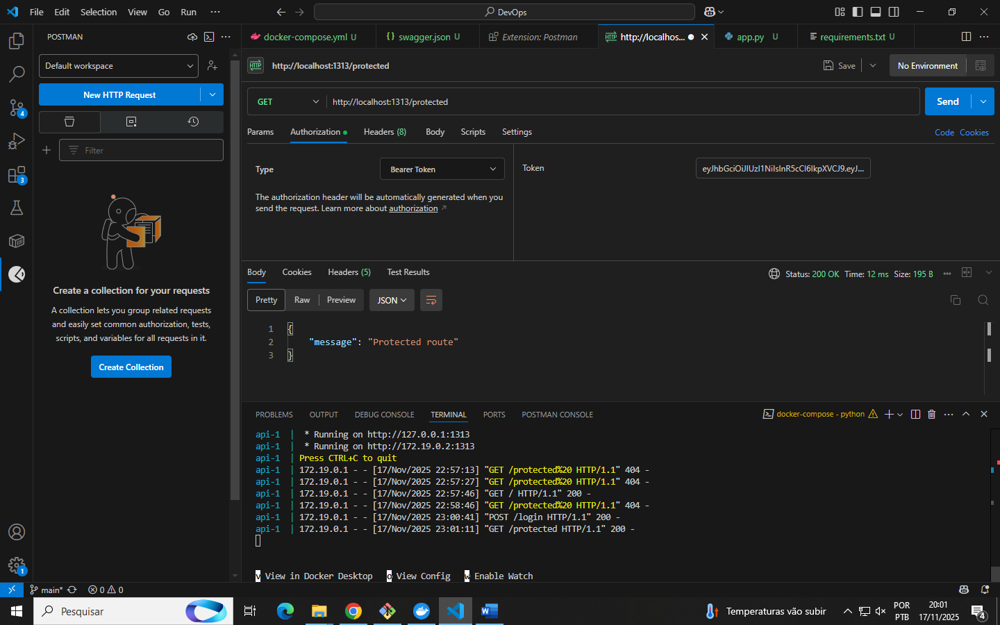 File Edit Selection View Go Run ··· DevOps
POSTMAN
docker-compose.yml U
swagger.json U
Extension: Postman
http://localhos...
app.py U
requirements.txt U
Default workspace
http://localhost:1313/protected
Save
No Environment
New HTTP Request
GET
http://localhost:1313/protected
Send
4
Params Authorization Headers (8) Body Scripts Settings
Code Cookies
Filter
Type
Bearer Token
Token
eyJhbGciOiJIUzI1NiIsInR5cCI6IkpXVCJ9.eyJ...
3
The authorization header will be automatically generated when you
send the request. Learn more about authorization
Body Cookies Headers (5) Test Results
Status: 200 OK Time: 12 ms Size: 195 B
Create a collection for your requests
A collection lets you group related requests
and easily set common authorization, tests,
scripts, and variables for all requests in it.
Create Collection
Pretty Raw Preview JSON
1 {
2 "message": "Protected route"
3 }
PROBLEMS OUTPUT DEBUG CONSOLE TERMINAL PORTS POSTMAN CONSOLE
docker-compose - python
api-1 | * Running on http://127.0.0.1:1313
api-1 | * Running on http://172.19.0.2:1313
api-1 | Press CTRL+C to quit
api-1 | 172.19.0.1 - - [17/Nov/2025 22:57:13] "GET /protected%20 HTTP/1.1" 404 -
api-1 | 172.19.0.1 - - [17/Nov/2025 22:57:27] "GET /protected%20 HTTP/1.1" 404 -
api-1 | 172.19.0.1 - - [17/Nov/2025 22:57:46] "GET / HTTP/1.1" 200 -
api-1 | 172.19.0.1 - - [17/Nov/2025 22:58:46] "GET /protected%20 HTTP/1.1" 404 -
api-1 | 172.19.0.1 - - [17/Nov/2025 23:00:41] "POST /login HTTP/1.1" 200 -
api-1 | 172.19.0.1 - - [17/Nov/2025 23:01:11] "GET /protected HTTP/1.1" 200 -
v View in Docker Desktop o View Config w Enable Watch
1
main* 0 0
Pesquisar
Temperaturas vão subir
POR
PTB
20:01
17/11/2025
4